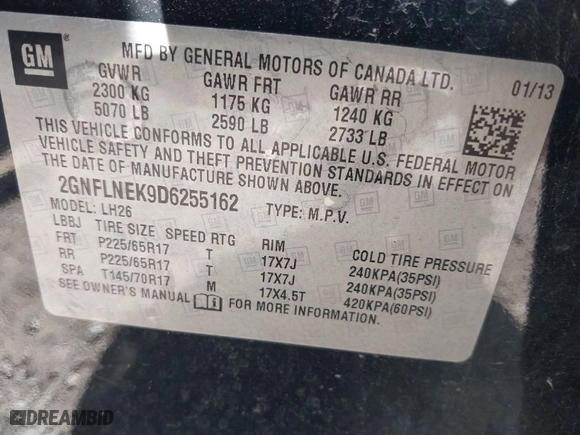 GM
MFD BY GENERAL MOTORS OF CANADA LTD.
GVWR GAWR FRT GAWR RR 01/13
2300 KG 1175 KG 1240 KG
5070 LB 2590 LB 2733 LB
THIS VEHICLE CONFORMS TO ALL APPLICABLE U.S. FEDERAL MOTOR
VEHICLE SAFETY AND THEFT PREVENTION STANDARDS IN EFFECT ON
THE DATE OF MANUFACTURE SHOWN ABOVE.
2GNFLNEK9D6255162 TYPE: M.P.V.
MODEL: LH26
LBBJ TIRE SIZE SPEED RTG RIM COLD TIRE PRESSURE
FRT P225/65R17 T 17X7J 240KPA(35PSI)
RR P225/65R17 T 17X7J 240KPA(35PSI)
SPA T145/70R17 M 17X4.5T 420KPA(60PSI)
SEE OWNER'S MANUAL FOR MORE INFORMATION.
DREAMBID